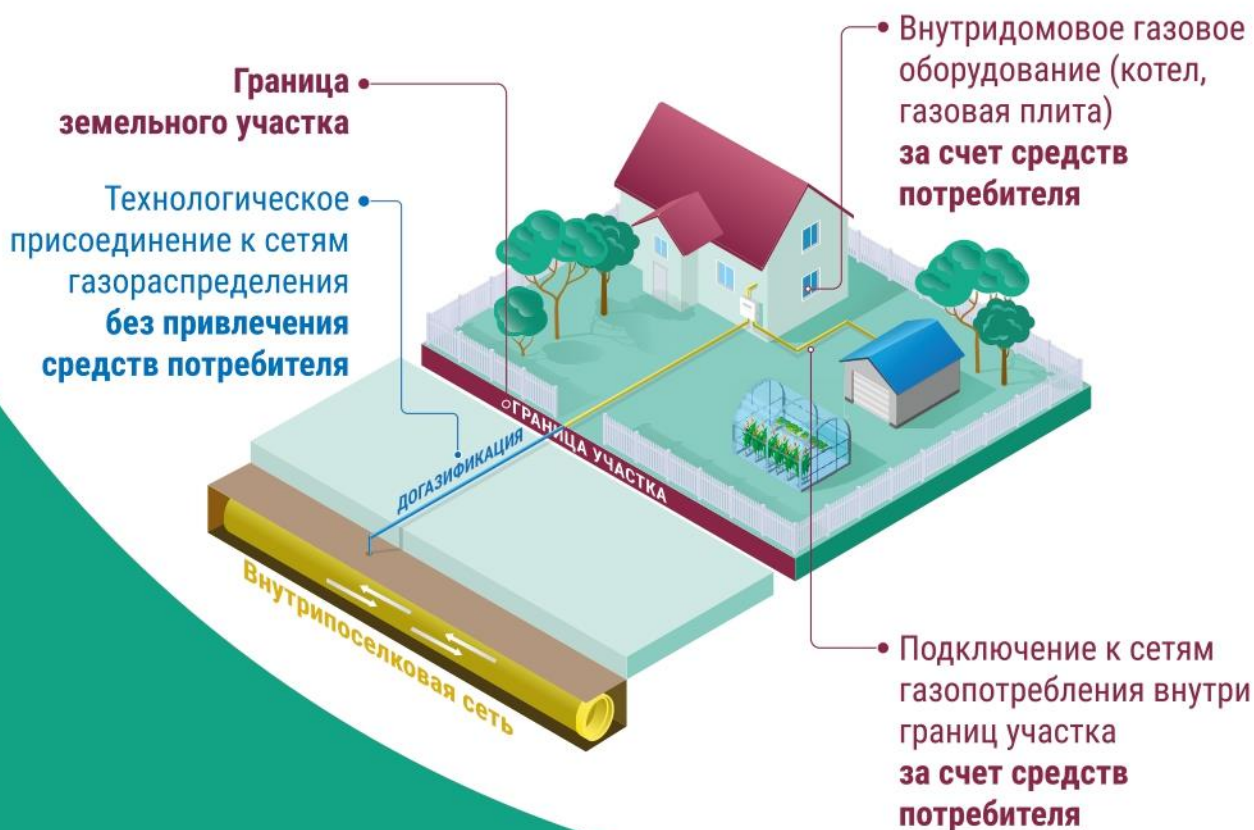 Граница
земельного участка
Технологическое
присоединение к сетям
газораспределения
без привлечения
средств потребителя
Внутридомовое газовое
оборудование (котел,
газовая плита)
за счет средств
потребителя
ГРАНИЦА УЧАСТКА
ДОГАЗИФИКАЦИЯ
Внутрипоселковая сеть
Подключение к сетям
газопотребления внутри
границ участка
за счет средств
потребителя